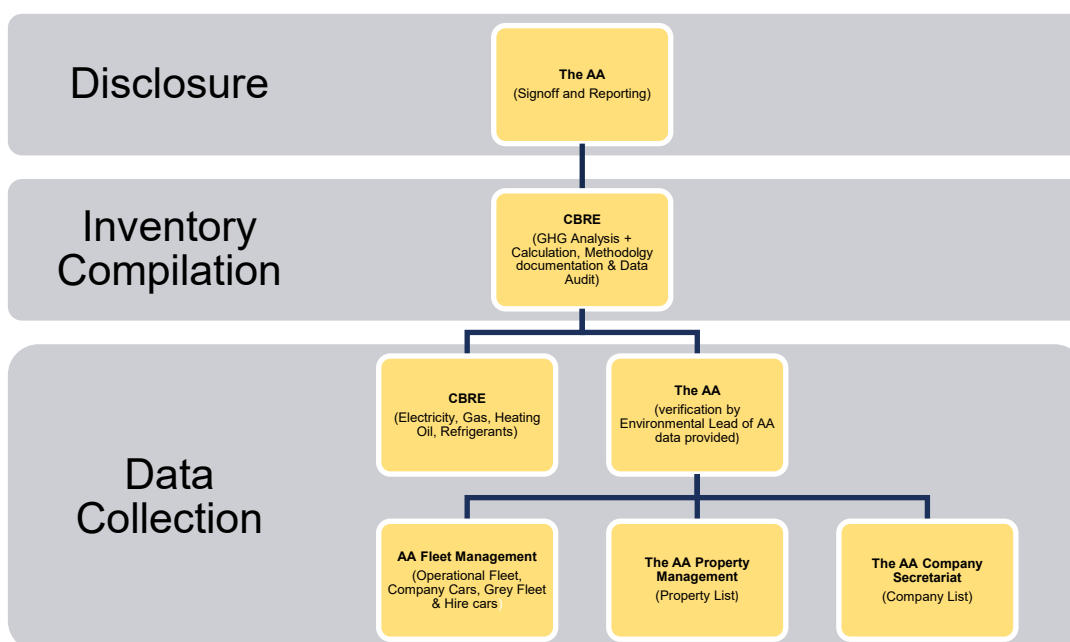 Disclosure
The AA
(Signoff and Reporting)
Inventory
Compilation
CBRE
(GHG Analysis +
Calculation, Methodolgy
documentation & Data
Audit)
Data
Collection
CBRE
(Electricity, Gas, Heating
Oil, Refrigerants)
The AA
(verification by
Environmental Lead of AA
data provided)
AA Fleet Management
(Operational Fleet,
Company Cars, Grey Fleet
& Hire cars)
The AA Property
Management
(Property List)
The AA Company
Secretariat
(Company List)